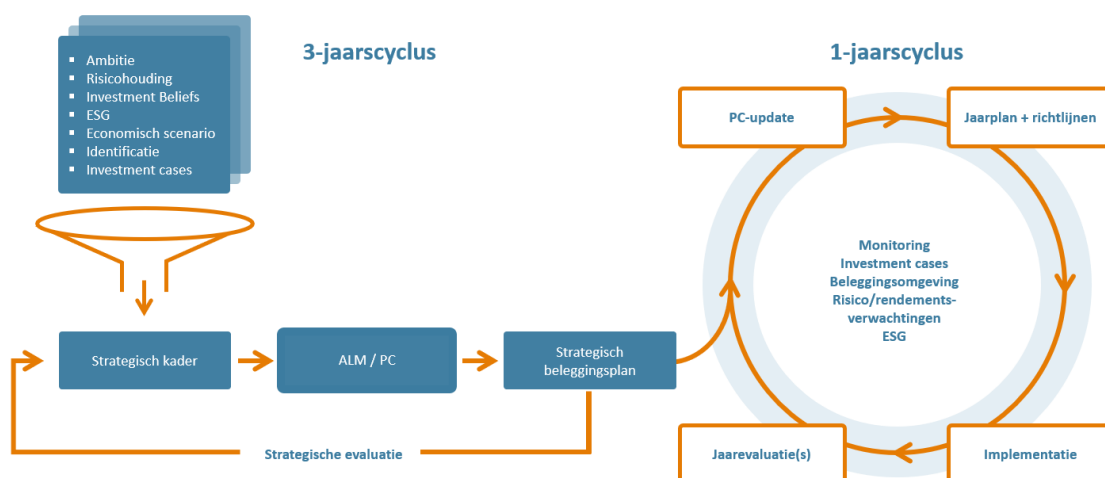 3-jaarscyclus
1-jaarscyclus
Ambitie
Risicohouding
Investment Beliefs
ESG
Economisch scenario
Identificatie
Investment cases
PC-update
Jaarplan + richtlijnen
Monitoring
Investment cases
Beleggingsomgeving
Risico/rendements-
verwachtingen
ESG
Strategisch kader
ALM / PC
Strategisch
beleggingsplan
Strategische evaluatie
Jaarevaluatie(s)
Implementatie